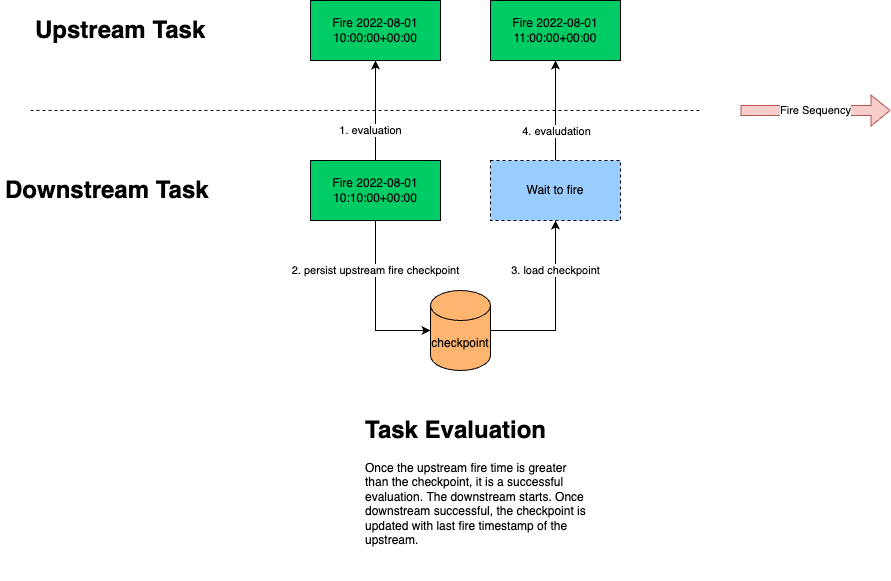 Upstream Task
Fire 2022-08-01
10:00:00+00:00
Fire 2022-08-01
11:00:00+00:00
Fire Sequency
1. evaluation
4. evaludation
Downstream Task
Fire 2022-08-01
10:10:00+00:00
Wait to fire
2. persist upstream fire checkpoint
3. load checkpoint
checkpoint
Task Evaluation
Once the upstream fire time is greater
than the checkpoint, it is a successful
evaluation. The downstream starts. Once
downstream successful, the checkpoint is
updated with last fire timestamp of the
upstream.